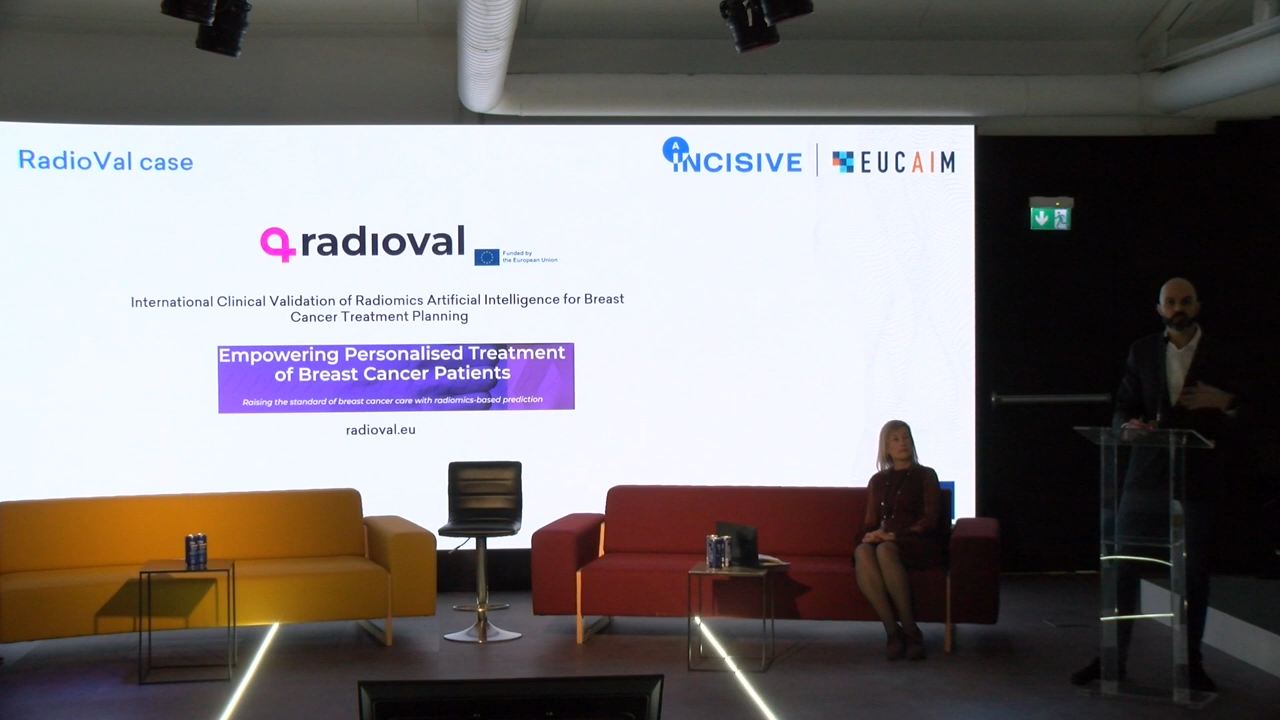 RadioVal case
AINCISIVE
EUCAIM
radioval
Funded by
the European Union
International Clinical Validation of Radiomics Artificial Intelligence for Breast
Cancer Treatment Planning
Empowering Personalised Treatment
of Breast Cancer Patients
Raising the standard of breast cancer care with radiomics-based prediction
radioval.eu